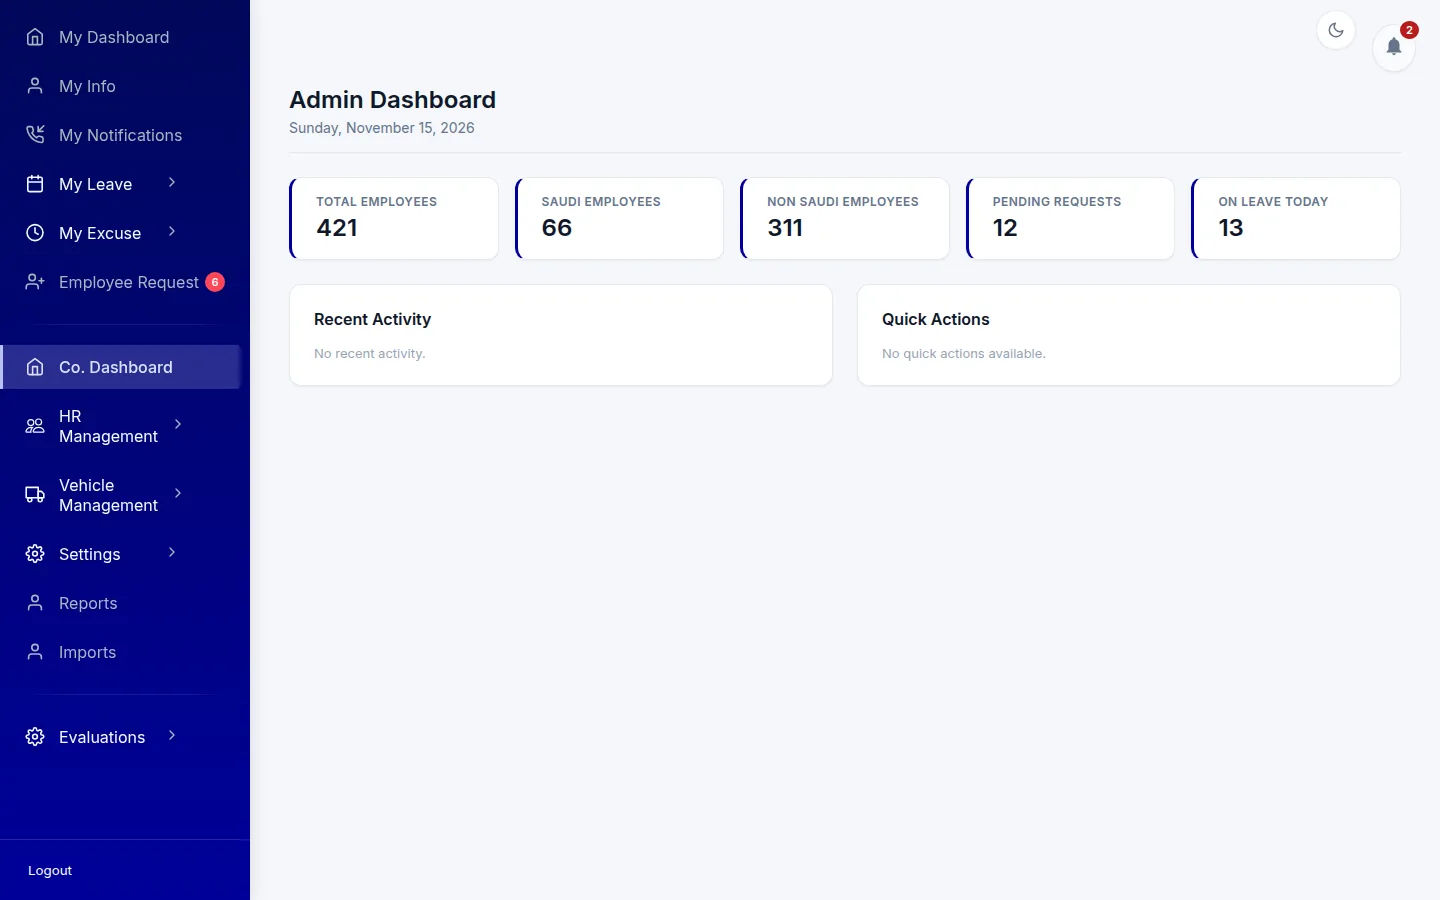 My Dashboard
My Info
My Notifications
My Leave
My Excuse
Employee Request 6
Co. Dashboard
HR
Management
Vehicle
Management
Settings
Reports
Imports
Evaluations
Logout
2
Admin Dashboard
Sunday, November 15, 2026
TOTAL EMPLOYEES
421
SAUDI EMPLOYEES
66
NON SAUDI EMPLOYEES
311
PENDING REQUESTS
12
ON LEAVE TODAY
13
Recent Activity
No recent activity.
Quick Actions
No quick actions available.